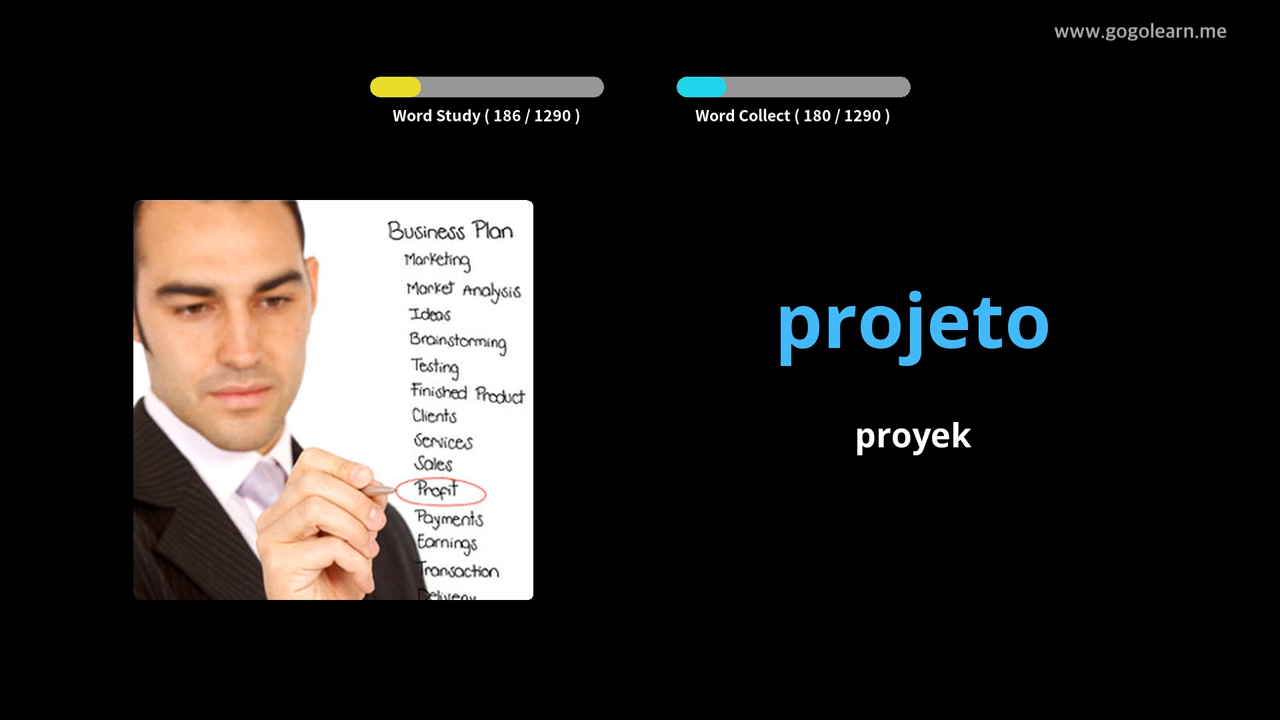 www.gogolearn.me
Word Study ( 186 / 1290 )
Word Collect ( 180 / 1290 )
Business Plan
Marketing
Market Analysis
Ideas
Brainstorming
Testing
Finished Product
Clients
Services
Sales
Profit
Payments
Earnings
Transaction
Delivery
projeto
proyek